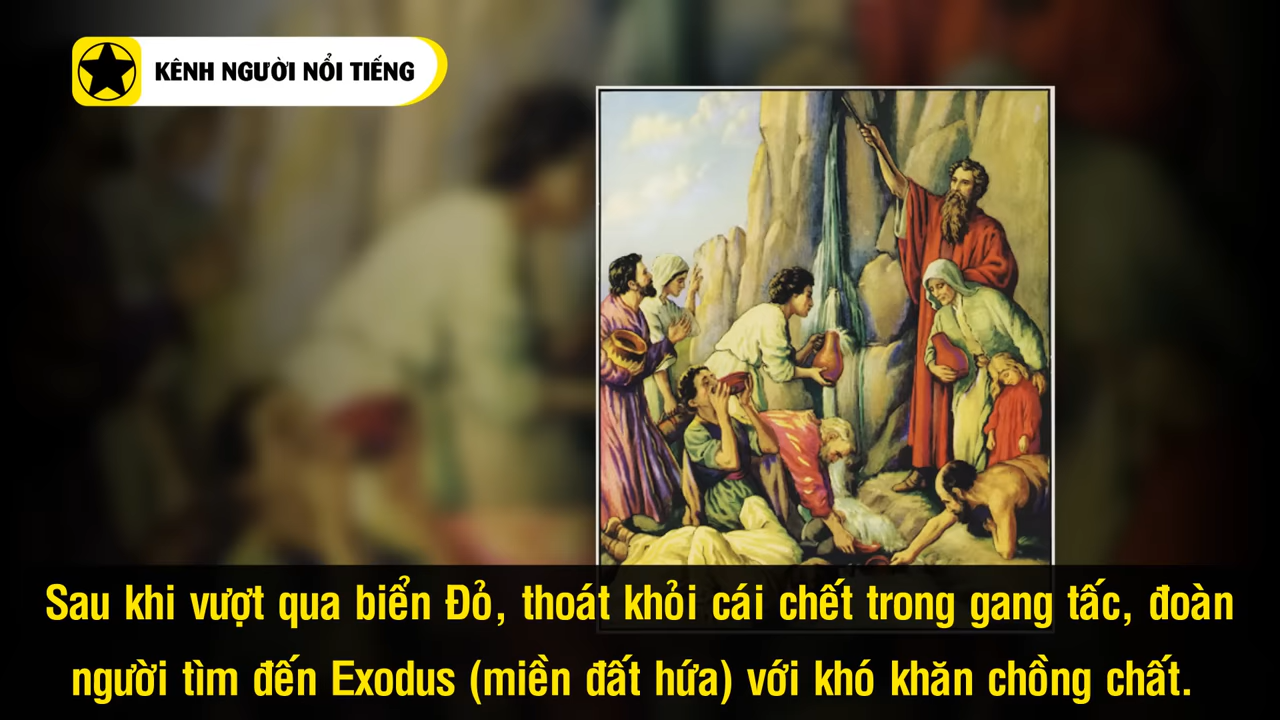 KÊNH NGƯỜI NỔI TIẾNG
Sau khi vượt qua biển Đỏ, thoát khỏi cái chết trong gang tấc, đoàn
người tìm đến Exodus (miền đất hứa) với khó khăn chồng chất.